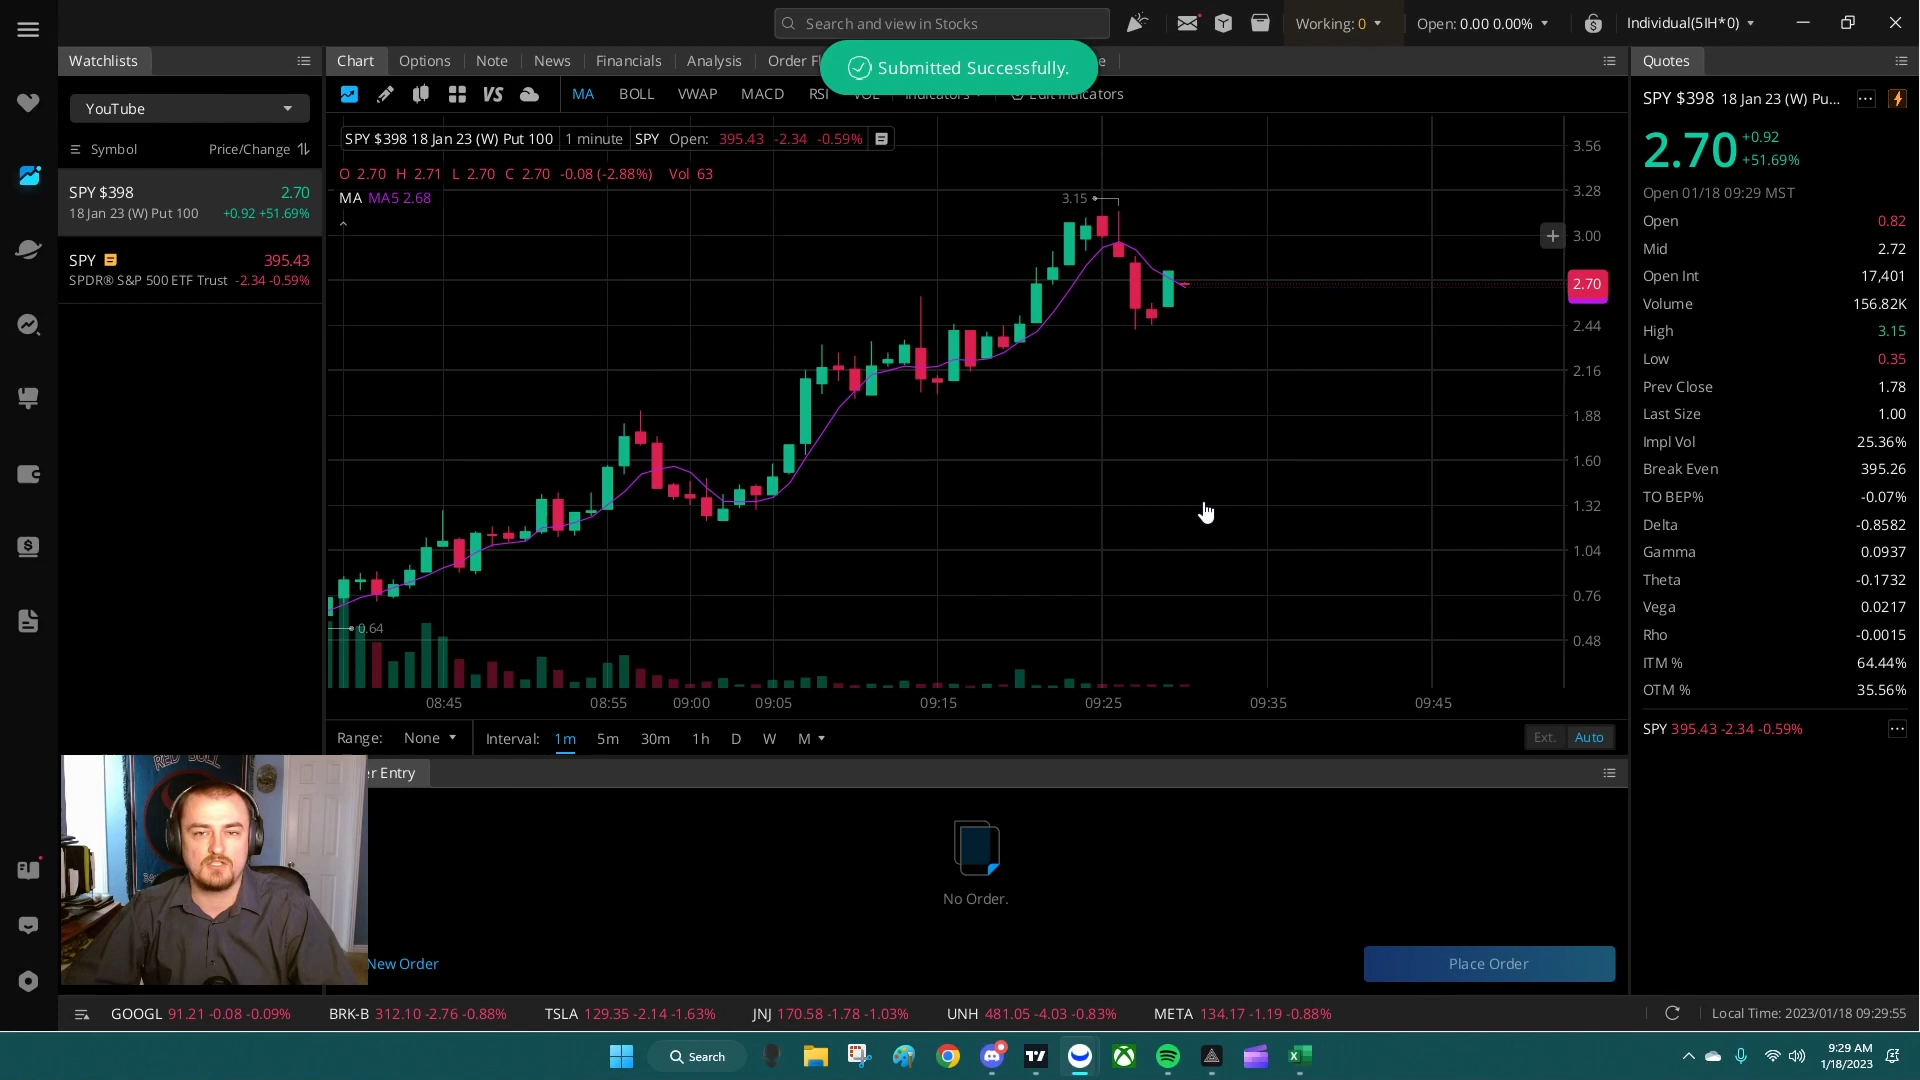 Search and view in Stocks
Working: 0
Open: 0.00 0.00%
Individual(5IH*0)
Watchlists
Chart
Options
Note
News
Financials
Analysis
Submitted Successfully.
Quotes
YouTube
MA
BOLL
VWAP
MACD
Symbol
Price/Change
SPY $398
2.70
18 Jan 23 (W) Put 100
+0.92 +51.69%
SPY
395.43
SPDR® S&P 500 ETF Trust
-2.34 -0.59%
SPY $398 18 Jan 23 (W) Put 100
1 minute
SPY Open: 395.43 -2.34 -0.59%
O 2.70 H 2.71 L 2.70 C 2.70 -0.08 (-2.88%) Vol 63
MA MA5 2.68
3.15
0.64
3.56
3.28
3.00
2.70
2.44
2.16
1.88
1.60
1.32
1.04
0.76
0.48
08:45
08:55
09:00
09:05
09:15
09:25
09:35
09:45
Range: None
Interval: 1m 5m 30m 1h D W M
Ext. Auto
er Entry
RED BULL
No Order.
New Order
Place Order
SPY $398 18 Jan 23 (W) Pu...
2.70
+0.92
+51.69%
Open 01/18 09:29 MST
Open 0.82
Mid 2.72
Open Int 17,401
Volume 156.82K
High 3.15
Low 0.35
Prev Close 1.78
Last Size 1.00
Impl Vol 25.36%
Break Even 395.26
TO BEP% -0.07%
Delta -0.8582
Gamma 0.0937
Theta -0.1732
Vega 0.0217
Rho -0.0015
ITM % 64.44%
OTM % 35.56%
SPY 395.43 -2.34 -0.59%
GOOGL 91.21 -0.08 -0.09%
BRK-B 312.10 -2.76 -0.88%
TSLA 129.35 -2.14 -1.63%
JNJ 170.58 -1.78 -1.03%
UNH 481.05 -4.03 -0.83%
META 134.17 -1.19 -0.88%
Local Time: 2023/01/18 09:29:55
Search
9:29 AM
1/18/2023